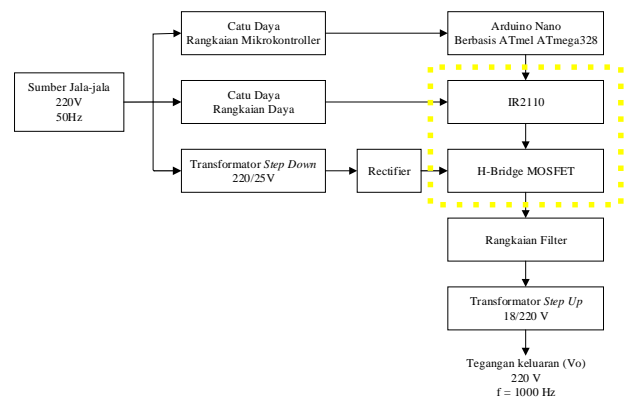 Catu Daya
Rangkaian Mikrokontroller
Arduino Nano
Berbasis ATmel ATmega328
Sumber Jala-jala
220V
50Hz
Catu Daya
Rangkaian Daya
IR2110
Transformator Step Down
220/25V
Rectifier
H-Bridge MOSFET
Rangkaian Filter
Transformator Step Up
18/220 V
Tegangan keluaran (Vo)
220 V
f = 1000 Hz